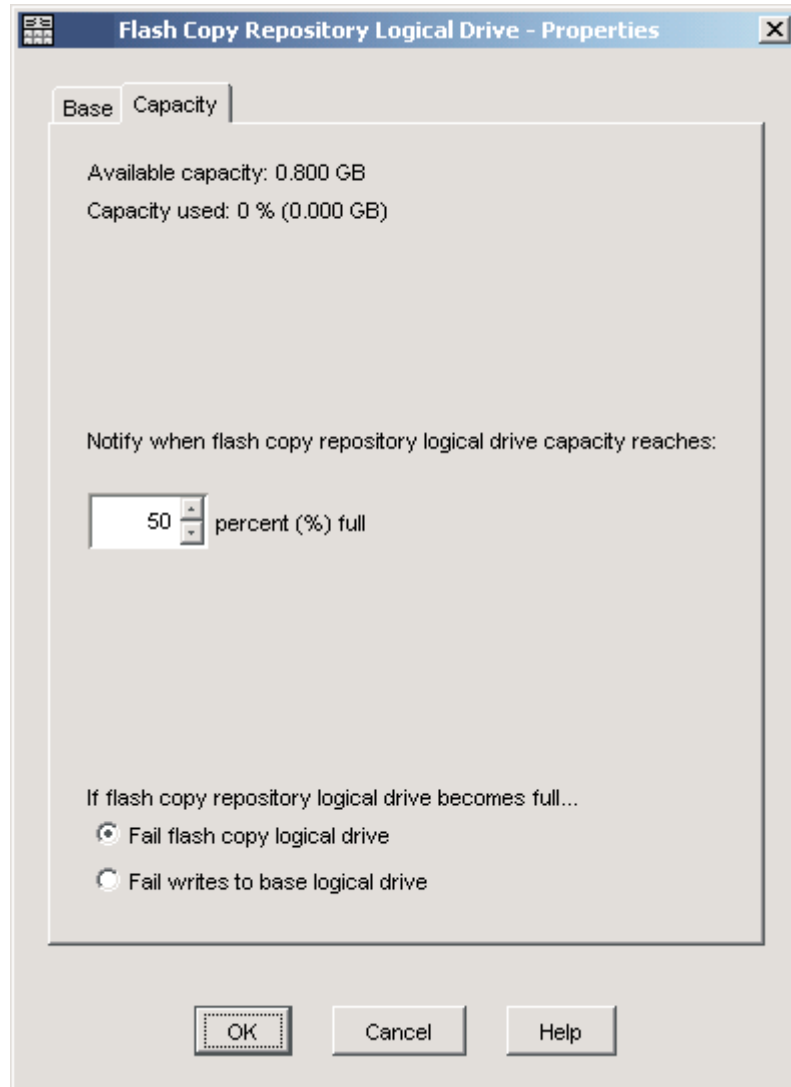 Flash Copy Repository Logical Drive - Properties
Base Capacity
Available capacity: 0.800 GB
Capacity used: 0 % (0.000 GB)
Notify when flash copy repository logical drive capacity reaches:
50 percent (%) full
If flash copy repository logical drive becomes full...
Fail flash copy logical drive
Fail writes to base logical drive
OK Cancel Help